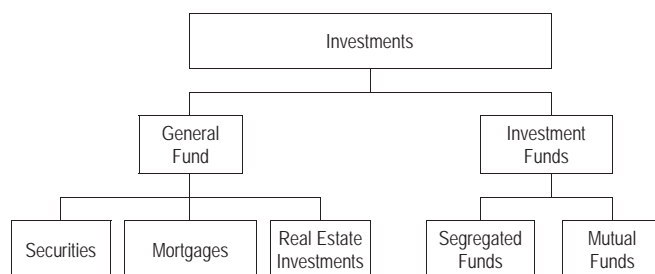 Investments
General
Fund
Investment
Funds
Securities
Mortgages
Real Estate
Investments
Segregated
Funds
Mutual
Funds